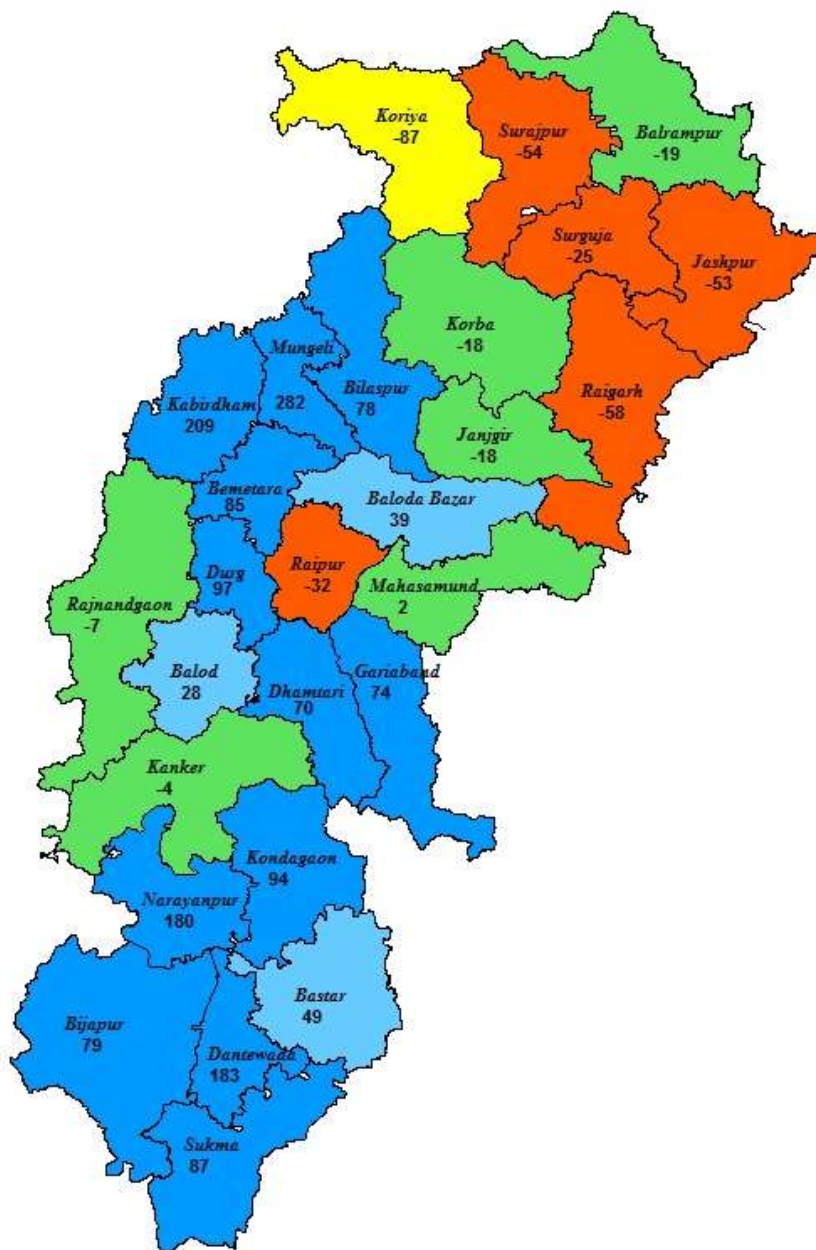 Koriya
-87
Surajpur
-54
Balrampur
-19
Surguja
-25
Jashpur
-53
Korba
-18
Mungeli
282
Bilaspur
78
Kabirdham
209
Raigarh
-58
Janjgir
-18
Bemetara
85
Baloda Bazar
39
Durg
97
Raipur
-32
Mahasamund
2
Rajnandgaon
-7
Balod
28
Dhamtari
70
Gariaband
74
Kanker
-4
Kondagaon
94
Narayanpur
180
Bastar
49
Bijapur
79
Dantewada
183
Sukma
87